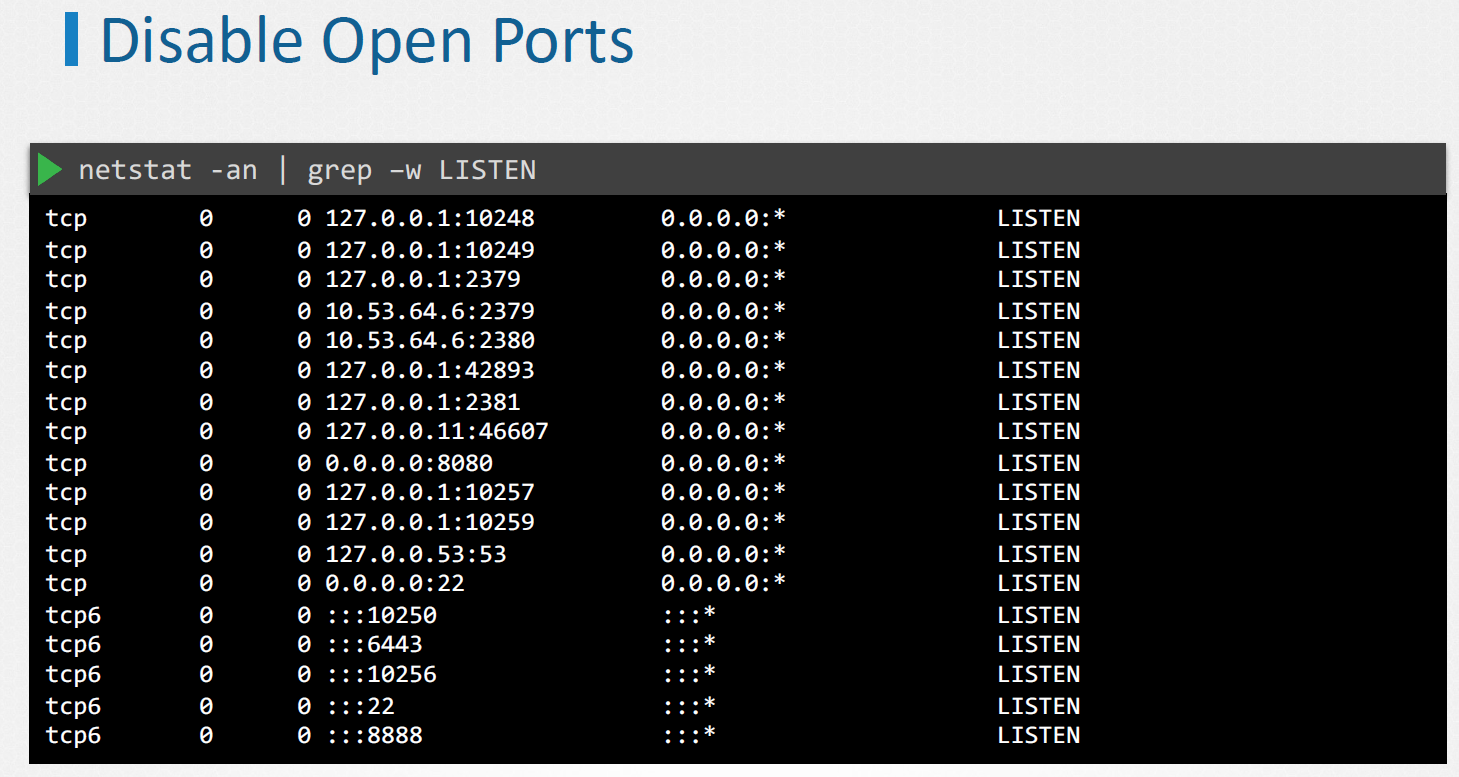 Disable Open Ports
netstat -an | grep –w LISTEN
tcp 0 0 127.0.0.1:10248 0.0.0.0:* LISTEN
tcp 0 0 127.0.0.1:10249 0.0.0.0:* LISTEN
tcp 0 0 127.0.0.1:2379 0.0.0.0:* LISTEN
tcp 0 0 10.53.64.6:2379 0.0.0.0:* LISTEN
tcp 0 0 10.53.64.6:2380 0.0.0.0:* LISTEN
tcp 0 0 127.0.0.1:42893 0.0.0.0:* LISTEN
tcp 0 0 127.0.0.1:2381 0.0.0.0:* LISTEN
tcp 0 0 127.0.0.11:46607 0.0.0.0:* LISTEN
tcp 0 0 0.0.0.0:8080 0.0.0.0:* LISTEN
tcp 0 0 127.0.0.1:10257 0.0.0.0:* LISTEN
tcp 0 0 127.0.0.1:10259 0.0.0.0:* LISTEN
tcp 0 0 127.0.0.53:53 0.0.0.0:* LISTEN
tcp 0 0 0.0.0.0:22 0.0.0.0:* LISTEN
tcp6 0 0 :::10250 :::* LISTEN
tcp6 0 0 :::6443 :::* LISTEN
tcp6 0 0 :::10256 :::* LISTEN
tcp6 0 0 :::22 :::* LISTEN
tcp6 0 0 :::8888 :::* LISTEN